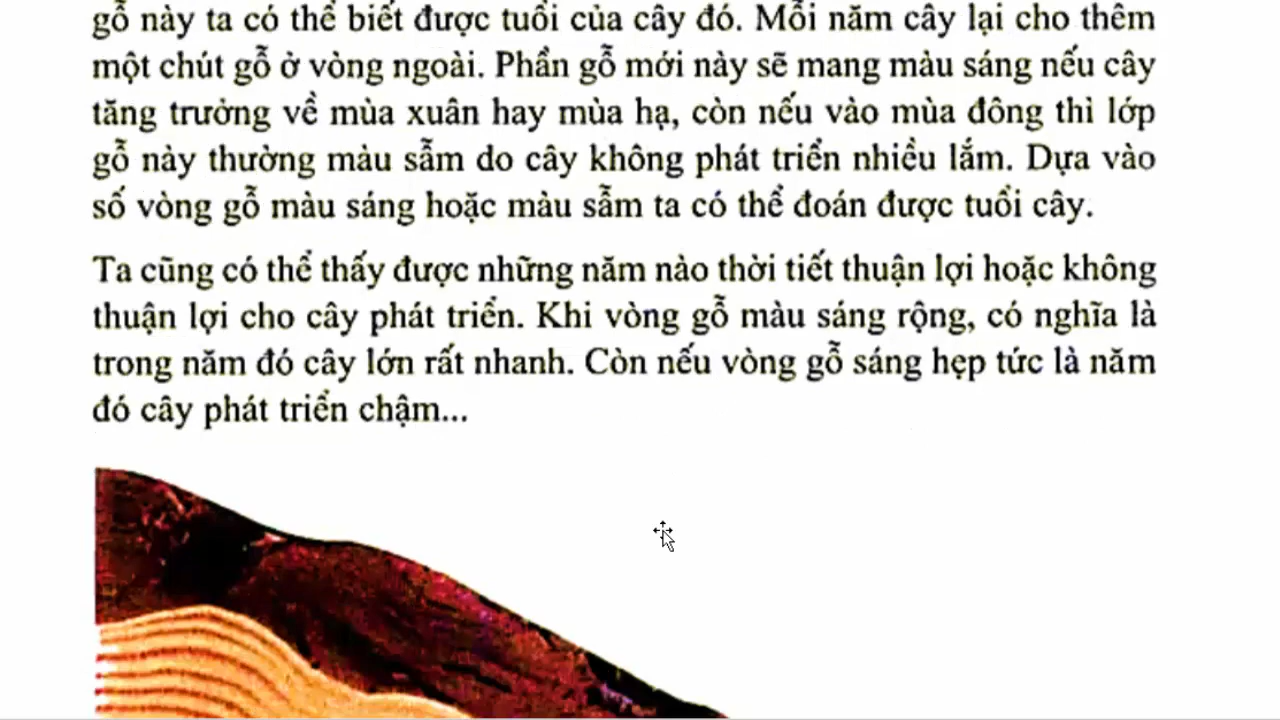 gỗ này ta có thể biết được tuổi của cây đó. Mỗi năm cây lại cho thêm
một chút gỗ ở vòng ngoài. Phần gỗ mới này sẽ mang màu sáng nếu cây
tăng trưởng về mùa xuân hay mùa hạ, còn nếu vào mùa đông thì lớp
gỗ này thường màu sẫm do cây không phát triển nhiều lắm. Dựa vào
số vòng gỗ màu sáng hoặc màu sẫm ta có thể đoán được tuổi cây.
Ta cũng có thể thấy được những năm nào thời tiết thuận lợi hoặc không
thuận lợi cho cây phát triển. Khi vòng gỗ màu sáng rộng, có nghĩa là
trong năm đó cây lớn rất nhanh. Còn nếu vòng gỗ sáng hẹp tức là năm
đó cây phát triển chậm...